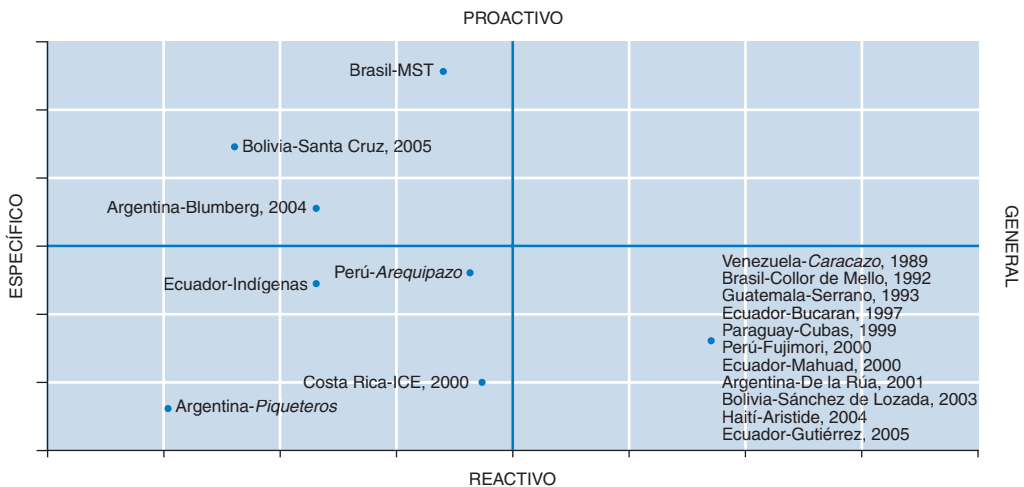 PROACTIVO
Brasil-MST
Bolivia-Santa Cruz, 2005
Argentina-Blumberg, 2004
ESPECÍFICO
GENERAL
Perú-Arequipazo
Ecuador-Indígenas
Costa Rica-ICE, 2000
Argentina-Piqueteros
Venezuela-Caracazo, 1989
Brasil-Collor de Mello, 1992
Guatemala-Serrano, 1993
Ecuador-Bucaran, 1997
Paraguay-Cubas, 1999
Perú-Fujimori, 2000
Ecuador-Mahuad, 2000
Argentina-De la Rúa, 2001
Bolivia-Sánchez de Lozada, 2003
Haití-Aristide, 2004
Ecuador-Gutiérrez, 2005
REACTIVO